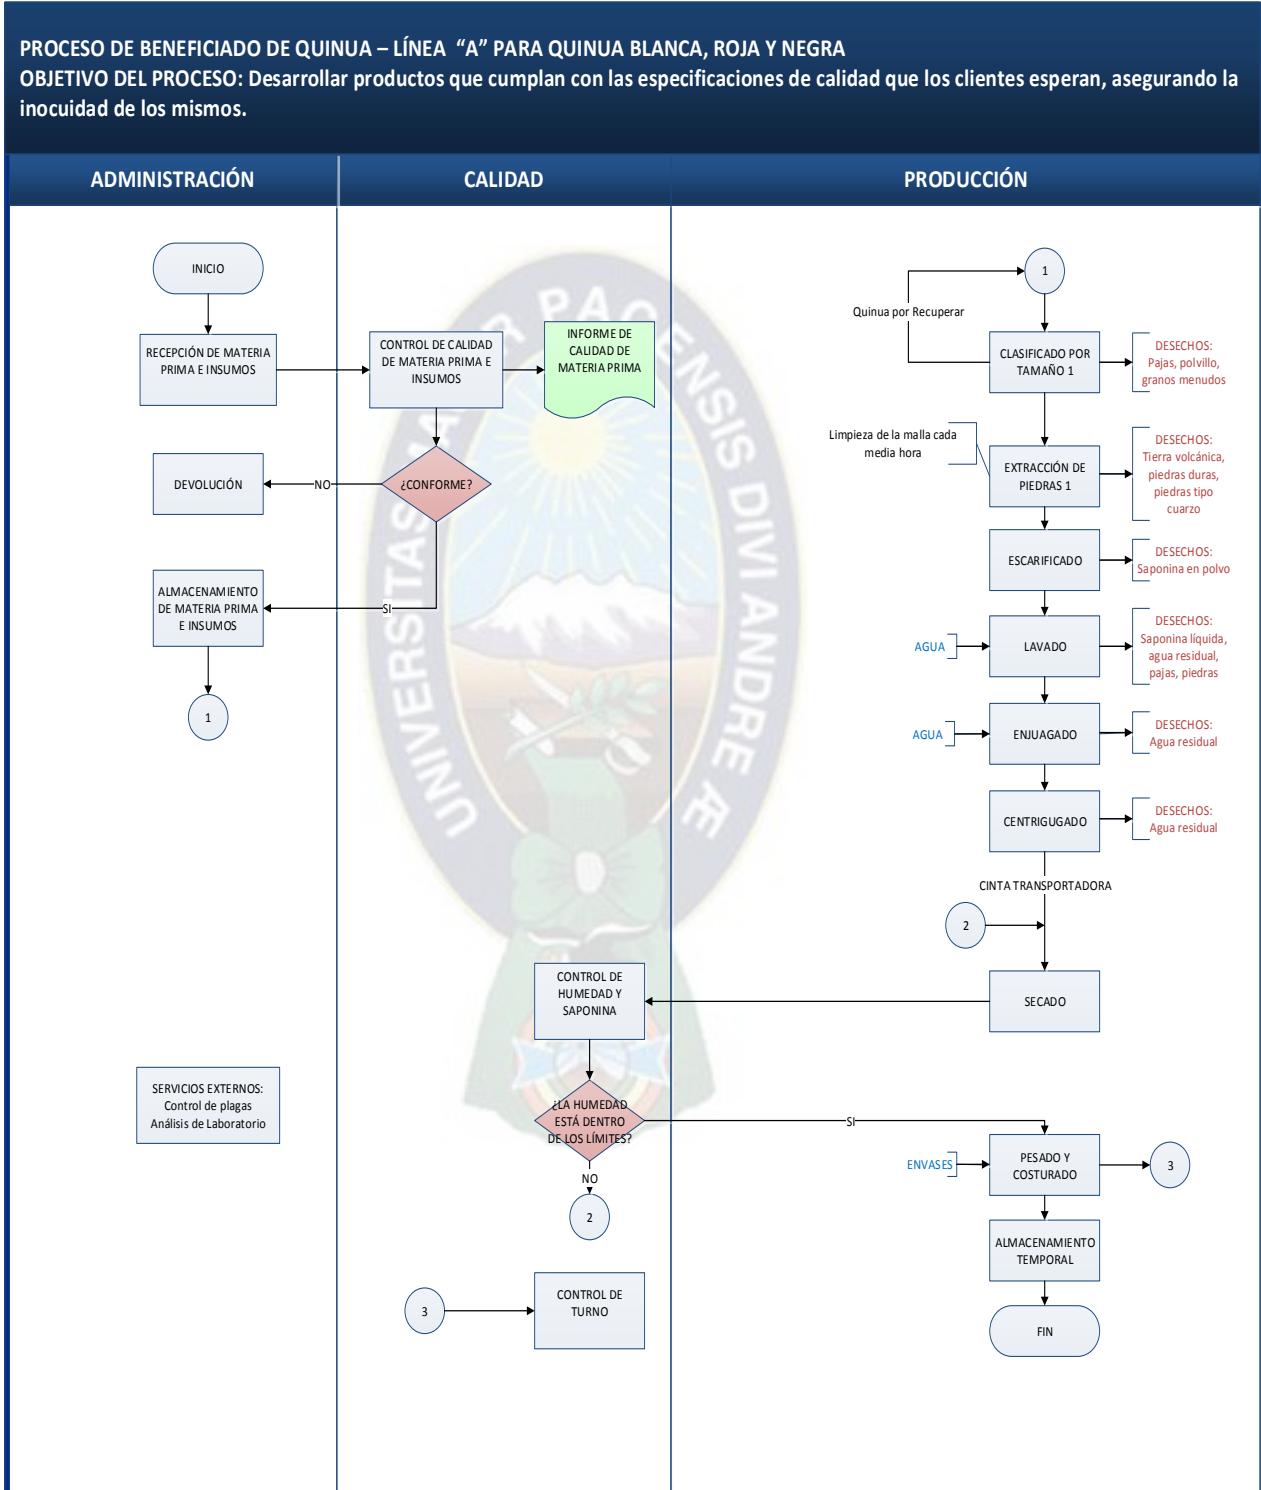 PROCESO DE BENEFICIADO DE QUINUA – LÍNEA “A” PARA QUINUA BLANCA, ROJA Y NEGRA
OBJETIVO DEL PROCESO: Desarrollar productos que cumplan con las especificaciones de calidad que los clientes esperan, asegurando la
inocuidad de los mismos.
ADMINISTRACIÓN
CALIDAD
PRODUCCIÓN
INICIO
RECEPCIÓN DE MATERIA
PRIMA E INSUMOS
CONTROL DE CALIDAD
DE MATERIA PRIMA E
INSUMOS
INFORME DE
CALIDAD DE
MATERIA PRIMA
¿CONFORME?
NO
DEVOLUCIÓN
SI
ALMACENAMIENTO
DE MATERIA PRIMA
E INSUMOS
1
1
Quinua por Recuperar
CLASIFICADO POR
TAMAÑO 1
DESECHOS:
Pajas, polvillo,
granos menudos
Limpieza de la malla cada
media hora
EXTRACCIÓN DE
PIEDRAS 1
DESECHOS:
Tierra volcánica,
piedras duras,
piedras tipo
cuarzo
ESCARIFICADO
DESECHOS:
Saponina en polvo
AGUA
LAVADO
DESECHOS:
Saponina líquida,
agua residual,
pajas, piedras
AGUA
ENJUAGADO
DESECHOS:
Agua residual
CENTRIGUGADO
DESECHOS:
Agua residual
CINTA TRANSPORTADORA
2
SECADO
CONTROL DE
HUMEDAD Y
SAPONINA
¿LA HUMEDAD
ESTÁ DENTRO
DE LOS LÍMITES?
SI
NO
2
SERVICIOS EXTERNOS:
Control de plagas
Análisis de Laboratorio
ENVASES
PESADO Y
COSTURADO
3
ALMACENAMIENTO
TEMPORAL
FIN
3
CONTROL DE
TURNO
UNIVERSITAS MAIOR PACENSIS DIVI ANDRE Æ